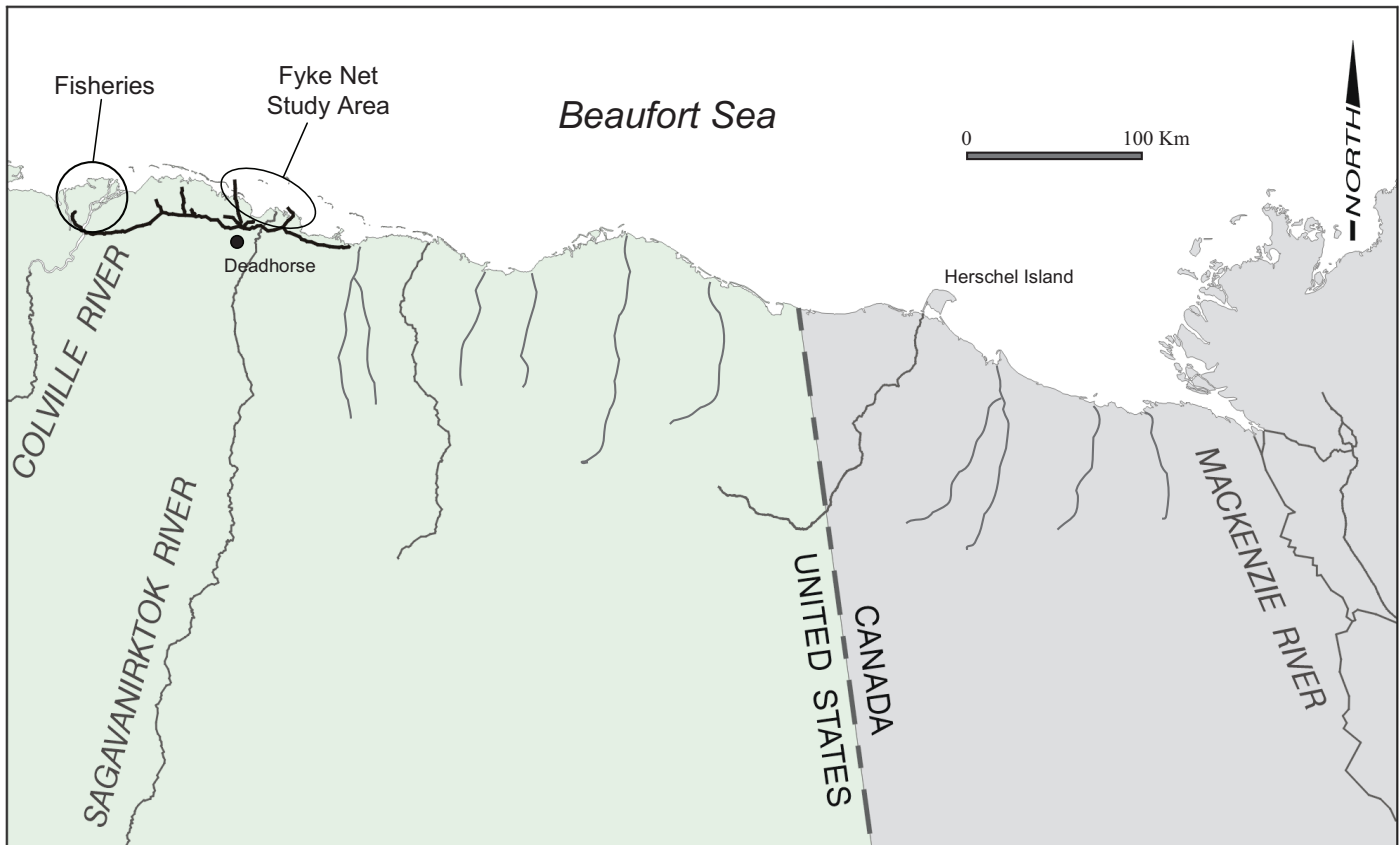 Fisheries
Fyke Net
Study Area
Beaufort Sea
0 100 Km
NORTH
Deadhorse
Herschel Island
COLVILLE RIVER
SAGAVANIRKTOK RIVER
UNITED STATES
CANADA
MACKENZIE RIVER